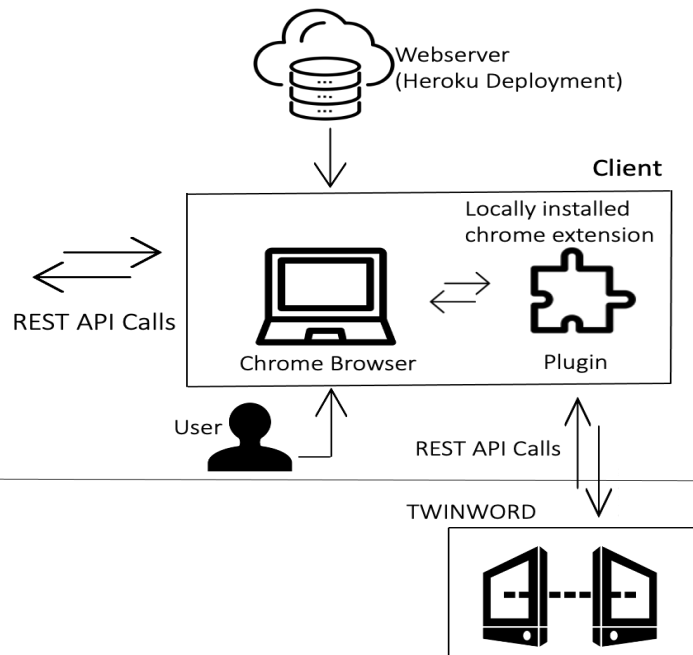 Webserver
(Heroku Deployment)
Client
Locally installed
chrome extension
REST API Calls
Chrome Browser
Plugin
User
REST API Calls
TWINWORD